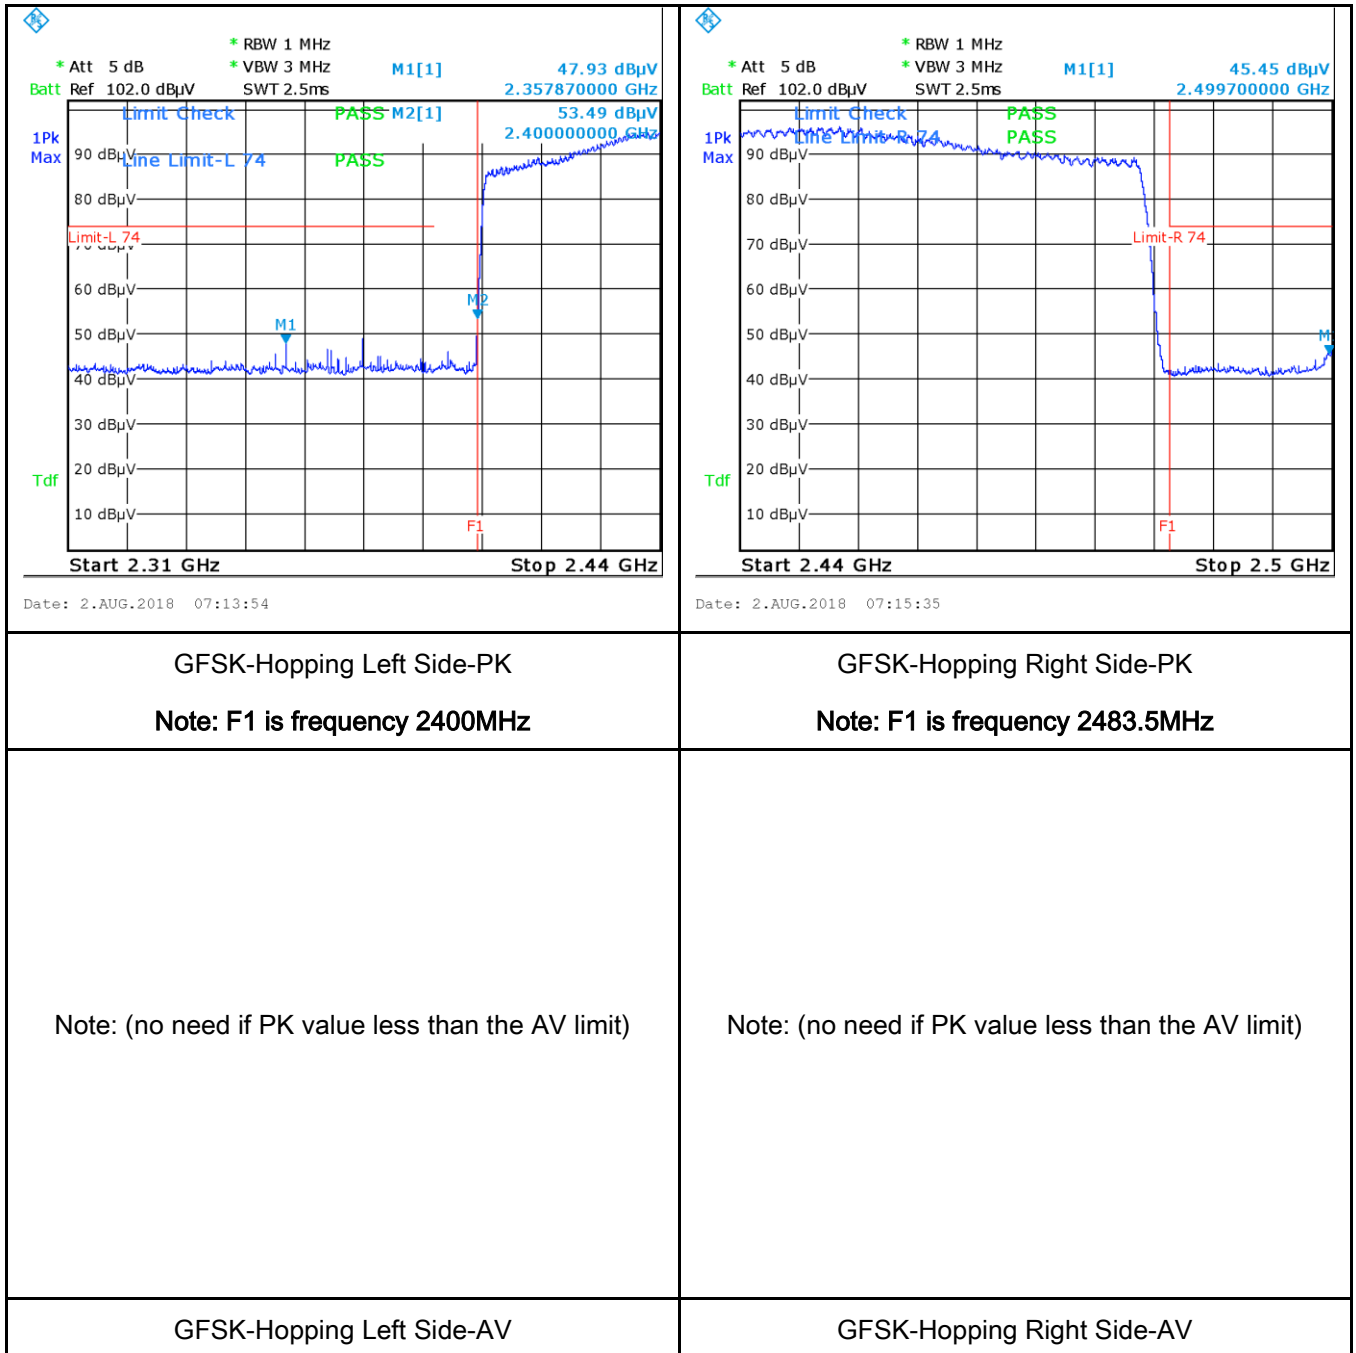 * RBW 1 MHz
* Att 5 dB * VBW 3 MHz M1[1] 47.93 dBµV
Batt Ref 102.0 dBµV SWT 2.5ms 2.357870000 GHz
Limit Check PASS M2[1] 53.49 dBµV
2.400000000 GHz
1Pk
Max
90 dBµV
Line Limit-L 74 PASS
80 dBµV
Limit-L 74
70 dBµV
60 dBµV
M2
M1
50 dBµV
40 dBµV
30 dBµV
20 dBµV
Tdf
10 dBµV
F1
Start 2.31 GHz Stop 2.44 GHz
Date: 2.AUG.2018 07:13:54
* RBW 1 MHz
* Att 5 dB * VBW 3 MHz M1[1] 45.45 dBµV
Batt Ref 102.0 dBµV SWT 2.5ms 2.499700000 GHz
Limit Check PASS
Line Limit-R 74 PASS
1Pk
Max
90 dBµV
80 dBµV
Limit-R 74
70 dBµV
60 dBµV
50 dBµV
M
40 dBµV
30 dBµV
20 dBµV
Tdf
10 dBµV
F1
Start 2.44 GHz Stop 2.5 GHz
Date: 2.AUG.2018 07:15:35
GFSK-Hopping Left Side-PK
Note: F1 is frequency 2400MHz
GFSK-Hopping Right Side-PK
Note: F1 is frequency 2483.5MHz
Note: (no need if PK value less than the AV limit)
Note: (no need if PK value less than the AV limit)
GFSK-Hopping Left Side-AV
GFSK-Hopping Right Side-AV